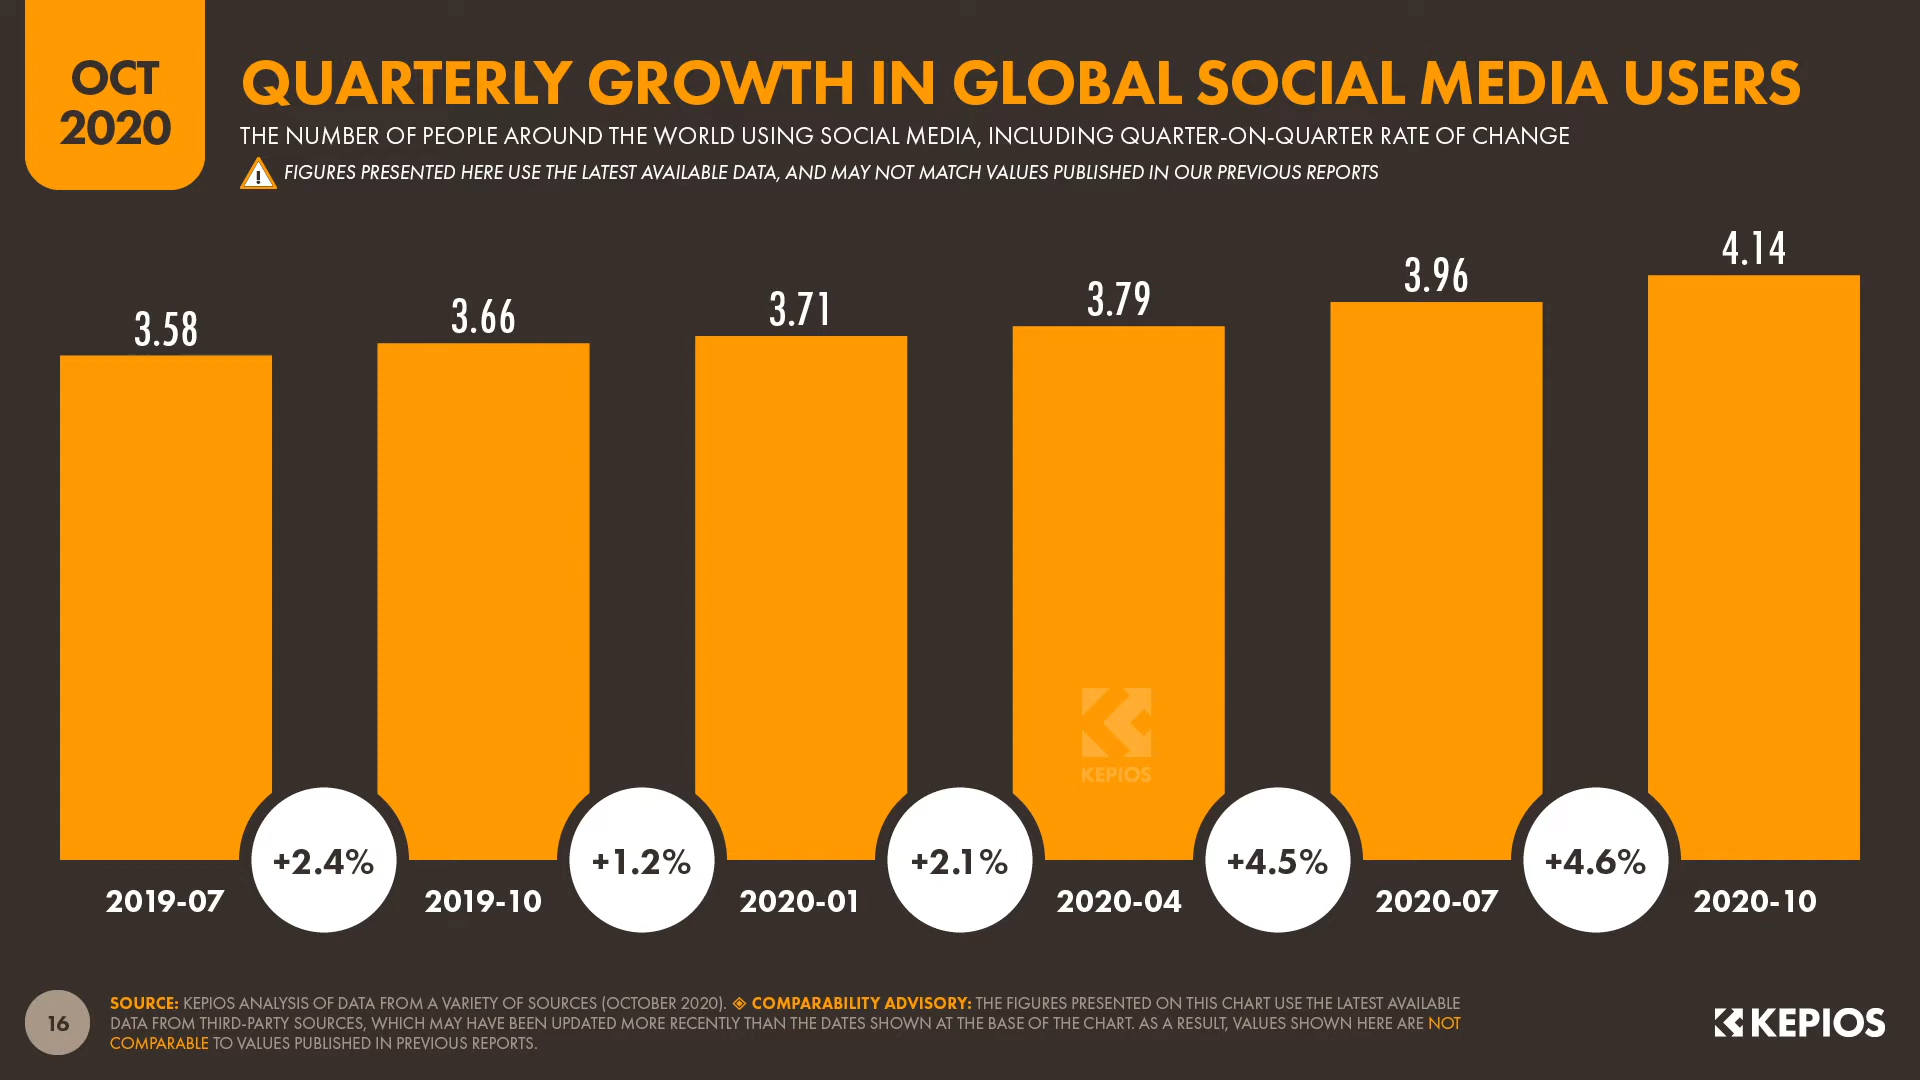 OCT
2020
QUARTERLY GROWTH IN GLOBAL SOCIAL MEDIA USERS
THE NUMBER OF PEOPLE AROUND THE WORLD USING SOCIAL MEDIA, INCLUDING QUARTER-ON-QUARTER RATE OF CHANGE
FIGURES PRESENTED HERE USE THE LATEST AVAILABLE DATA, AND MAY NOT MATCH VALUES PUBLISHED IN OUR PREVIOUS REPORTS
3.58
3.66
3.71
3.79
3.96
4.14
KEPIOS
+2.4%
+1.2%
+2.1%
+4.5%
+4.6%
2019-07
2019-10
2020-01
2020-04
2020-07
2020-10
16
SOURCE: KEPIOS ANALYSIS OF DATA FROM A VARIETY OF SOURCES (OCTOBER 2020). ◈ COMPARABILITY ADVISORY: THE FIGURES PRESENTED ON THIS CHART USE THE LATEST AVAILABLE
DATA FROM THIRD-PARTY SOURCES, WHICH MAY HAVE BEEN UPDATED MORE RECENTLY THAN THE DATES SHOWN AT THE BASE OF THE CHART. AS A RESULT, VALUES SHOWN HERE ARE NOT
COMPARABLE TO VALUES PUBLISHED IN PREVIOUS REPORTS.
KEPIOS